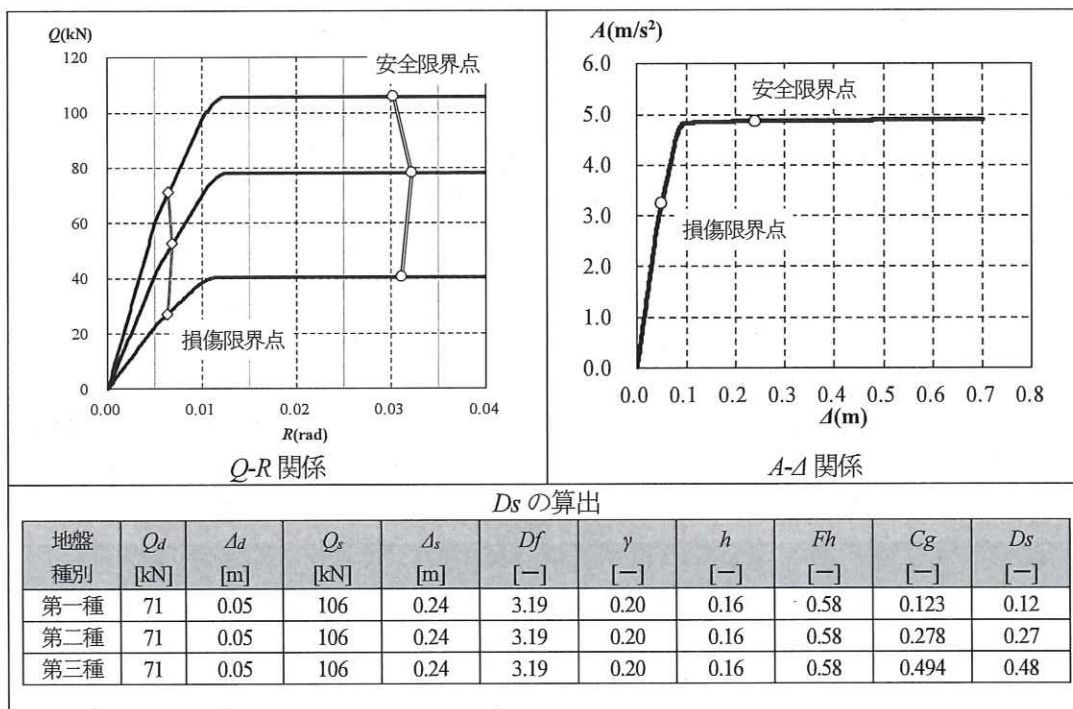 Q(kN)
120
100
80
60
40
20
0
0.00 0.01 0.02 0.03 0.04
R(rad)
安全限界点
損傷限界点
Q-R 関係
A(m/s²)
6.0
5.0
4.0
3.0
2.0
1.0
0.0
0.0 0.1 0.2 0.3 0.4 0.5 0.6 0.7 0.8
Δ(m)
安全限界点
損傷限界点
A-Δ 関係
Dsの算出
地盤種別 Qd [kN] Δd [m] Qs [kN] Δs [m] Df [—] γ [—] h [—] Fh [—] Cg [—] Ds [—]
第一種 71 0.05 106 0.24 3.19 0.20 0.16 0.58 0.123 0.12
第二種 71 0.05 106 0.24 3.19 0.20 0.16 0.58 0.278 0.27
第三種 71 0.05 106 0.24 3.19 0.20 0.16 0.58 0.494 0.48